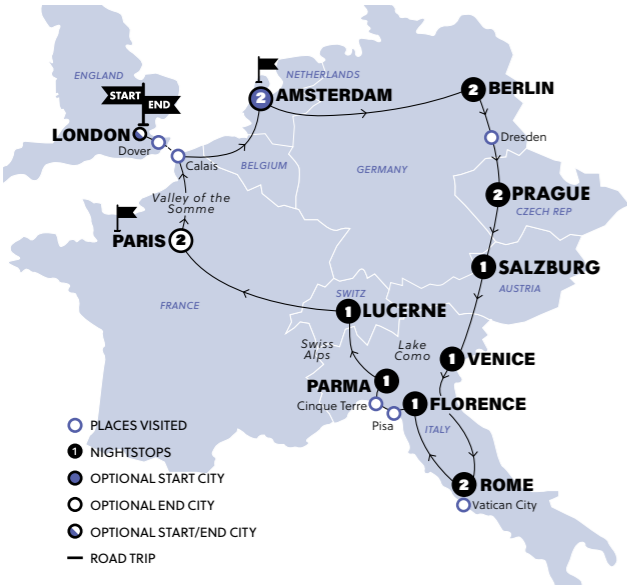 ENGLAND
START
END
LONDON
Dover
Calais
NETHERLANDS
2 AMSTERDAM
BELGIUM
GERMANY
2 BERLIN
Dresden
2 PRAGUE
CZECH REP
1 SALZBURG
AUSTRIA
Valley of the
Somme
PARIS 2
FRANCE
SWITZ
1 LUCERNE
Swiss
Alps
Lake
Como
1 VENICE
PARMA 1
Cinque Terre
Pisa
1 FLORENCE
ITALY
2 ROME
Vatican City
PLACES VISITED
1 NIGHTSTOPS
OPTIONAL START CITY
OPTIONAL END CITY
OPTIONAL START/END CITY
ROAD TRIP